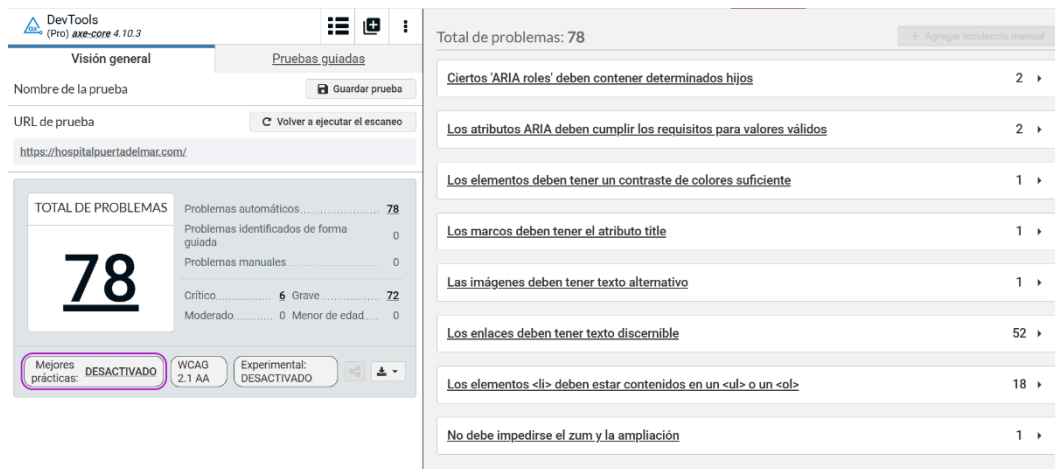 DevTools
(Pro) axe-core 4.10.3
Visión general
Pruebas guiadas
Nombre de la prueba
Guardar prueba
URL de prueba
Volver a ejecutar el escaneo
https://hospitalpuertadelmar.com/
TOTAL DE PROBLEMAS
78
Problemas automáticos 78
Problemas identificados de forma
guiada 0
Problemas manuales 0
Crítico 6 Grave 72
Moderado 0 Menor de edad 0
Mejores
prácticas: DESACTIVADO
WCAG
2.1 AA
Experimental:
DESACTIVADO
Total de problemas: 78
+ Agregar incidencia manual
Ciertos 'ARIA roles' deben contener determinados hijos 2
Los atributos ARIA deben cumplir los requisitos para valores válidos 2
Los elementos deben tener un contraste de colores suficiente 1
Los marcos deben tener el atributo title 1
Las imágenes deben tener texto alternativo 1
Los enlaces deben tener texto discernible 52
Los elementos <li> deben estar contenidos en un <ul> o un <ol> 18
No debe impedirse el zum y la ampliación 1